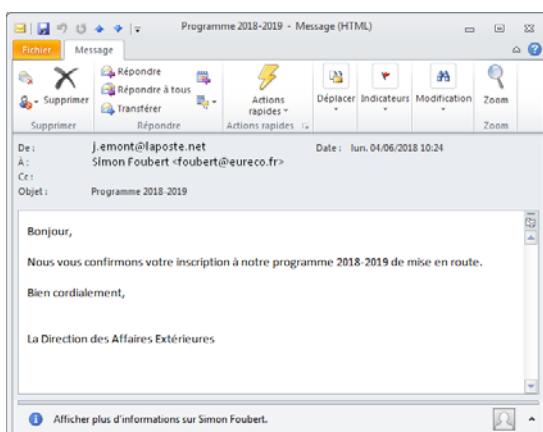 Programme 2018-2019 - Message (HTML)
Fichier Message
Supprimer
Répondre
Répondre à tous
Transférer
Actions rapides
Déplacer
Indicateurs
Modification
Zoom
Supprimer Répondre Actions rapides Zoom
De : j.emont@laposte.net Date : lun. 04/06/2018 10:24
À : Simon Foubert <foubert@eureco.fr>
Cc :
Objet : Programme 2018-2019
Bonjour,
Nous vous confirmons votre inscription à notre programme 2018-2019 de mise en route.
Bien cordialement,
La Direction des Affaires Extérieures
Afficher plus d'informations sur Simon Foubert.